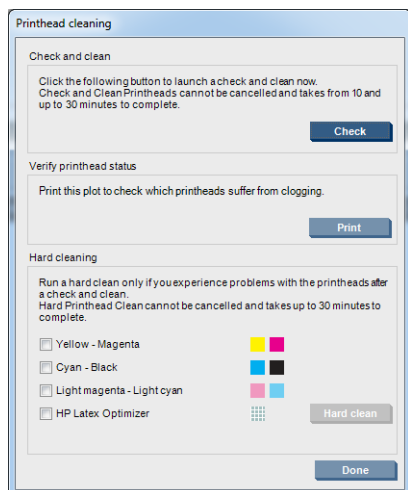 Printhead cleaning
Check and clean
Click the following button to launch a check and clean now.
Check and Clean Printheads cannot be cancelled and takes from 10 and
up to 30 minutes to complete.
Check
Verify printhead status
Print this plot to check which printheads suffer from clogging.
Print
Hard cleaning
Run a hard clean only if you experience problems with the printheads after
a check and clean.
Hard Printhead Clean cannot be cancelled and takes up to 30 minutes to
complete.
Yellow - Magenta
Cyan - Black
Light magenta - Light cyan
HP Latex Optimizer
Hard clean
Done